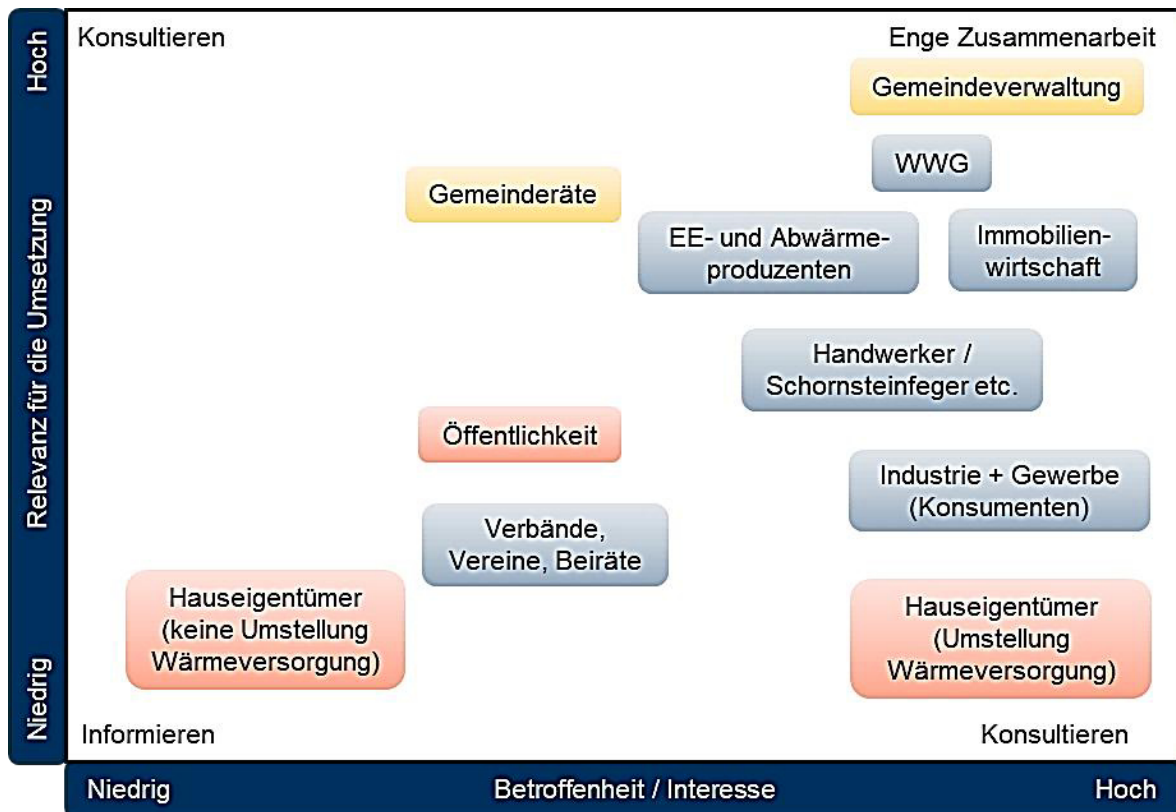 Hoch
Relevanz für die Umsetzung
Niedrig
Konsultieren
Enge Zusammenarbeit
Gemeindeverwaltung
WWG
Gemeinderäte
EE- und Abwärme-
produzenten
Immobilien-
wirtschaft
Handwerker /
Schornsteinfeger etc.
Öffentlichkeit
Industrie + Gewerbe
(Konsumenten)
Verbände,
Vereine, Beiräte
Hauseigentümer
(keine Umstellung
Wärmeversorgung)
Hauseigentümer
(Umstellung
Wärmeversorgung)
Informieren
Konsultieren
Niedrig
Betroffenheit / Interesse
Hoch